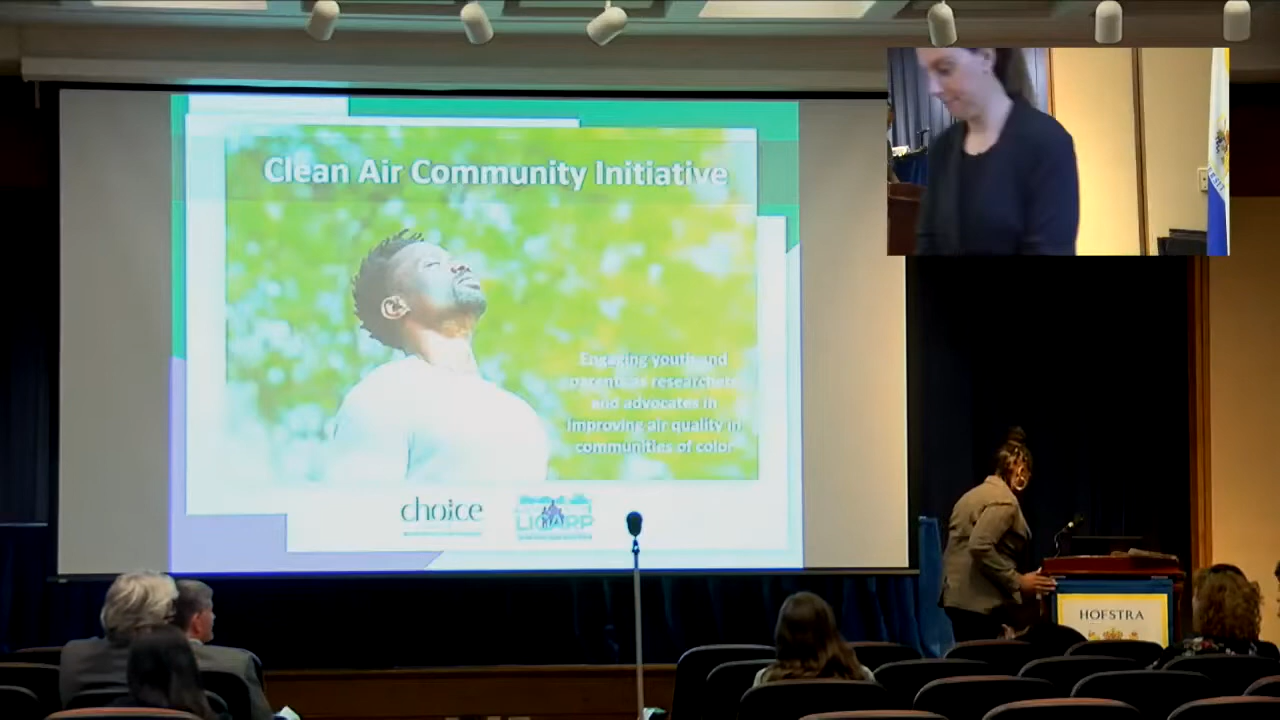 Clean Air Community Initiative
Engaging youth and
parents as researchers
and advocates in
improving air quality in
communities of color
choice
HOFSTRA